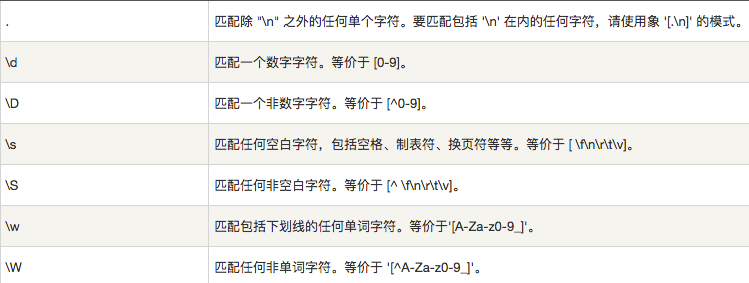 . 匹配除 "\n" 之外的任何单个字符。要匹配包括 '\n' 在内的任何字符，请使用象 '[.\n]' 的模式。
\d 匹配一个数字字符。等价于 [0-9]。
\D 匹配一个非数字字符。等价于 [^0-9]。
\s 匹配任何空白字符，包括空格、制表符、换页符等等。等价于 [ \f\n\r\t\v]。
\S 匹配任何非空白字符。等价于 [^ \f\n\r\t\v]。
\w 匹配包括下划线的任何单词字符。等价于'[A-Za-z0-9_]'。
\W 匹配任何非单词字符。等价于 '[^A-Za-z0-9_]'。